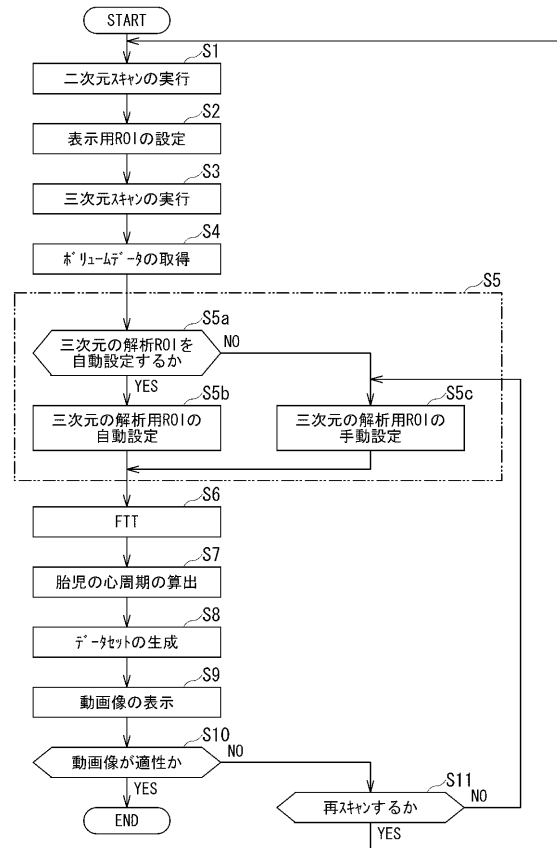 START
S1
二次元スキャンの実行
S2
表示用ROIの設定
S3
三次元スキャンの実行
S4
ボリュームデータの取得
S5
S5a
三次元の解析ROIを
自動設定するか
NO
YES
S5b
三次元の解析用ROIの
自動設定
S5c
三次元の解析用ROIの
手動設定
S6
FTT
S7
胎児の心周期の算出
S8
データセットの生成
S9
動画像の表示
S10
動画像が適性か
NO
YES
END
S11
再スキャンするか
NO
YES